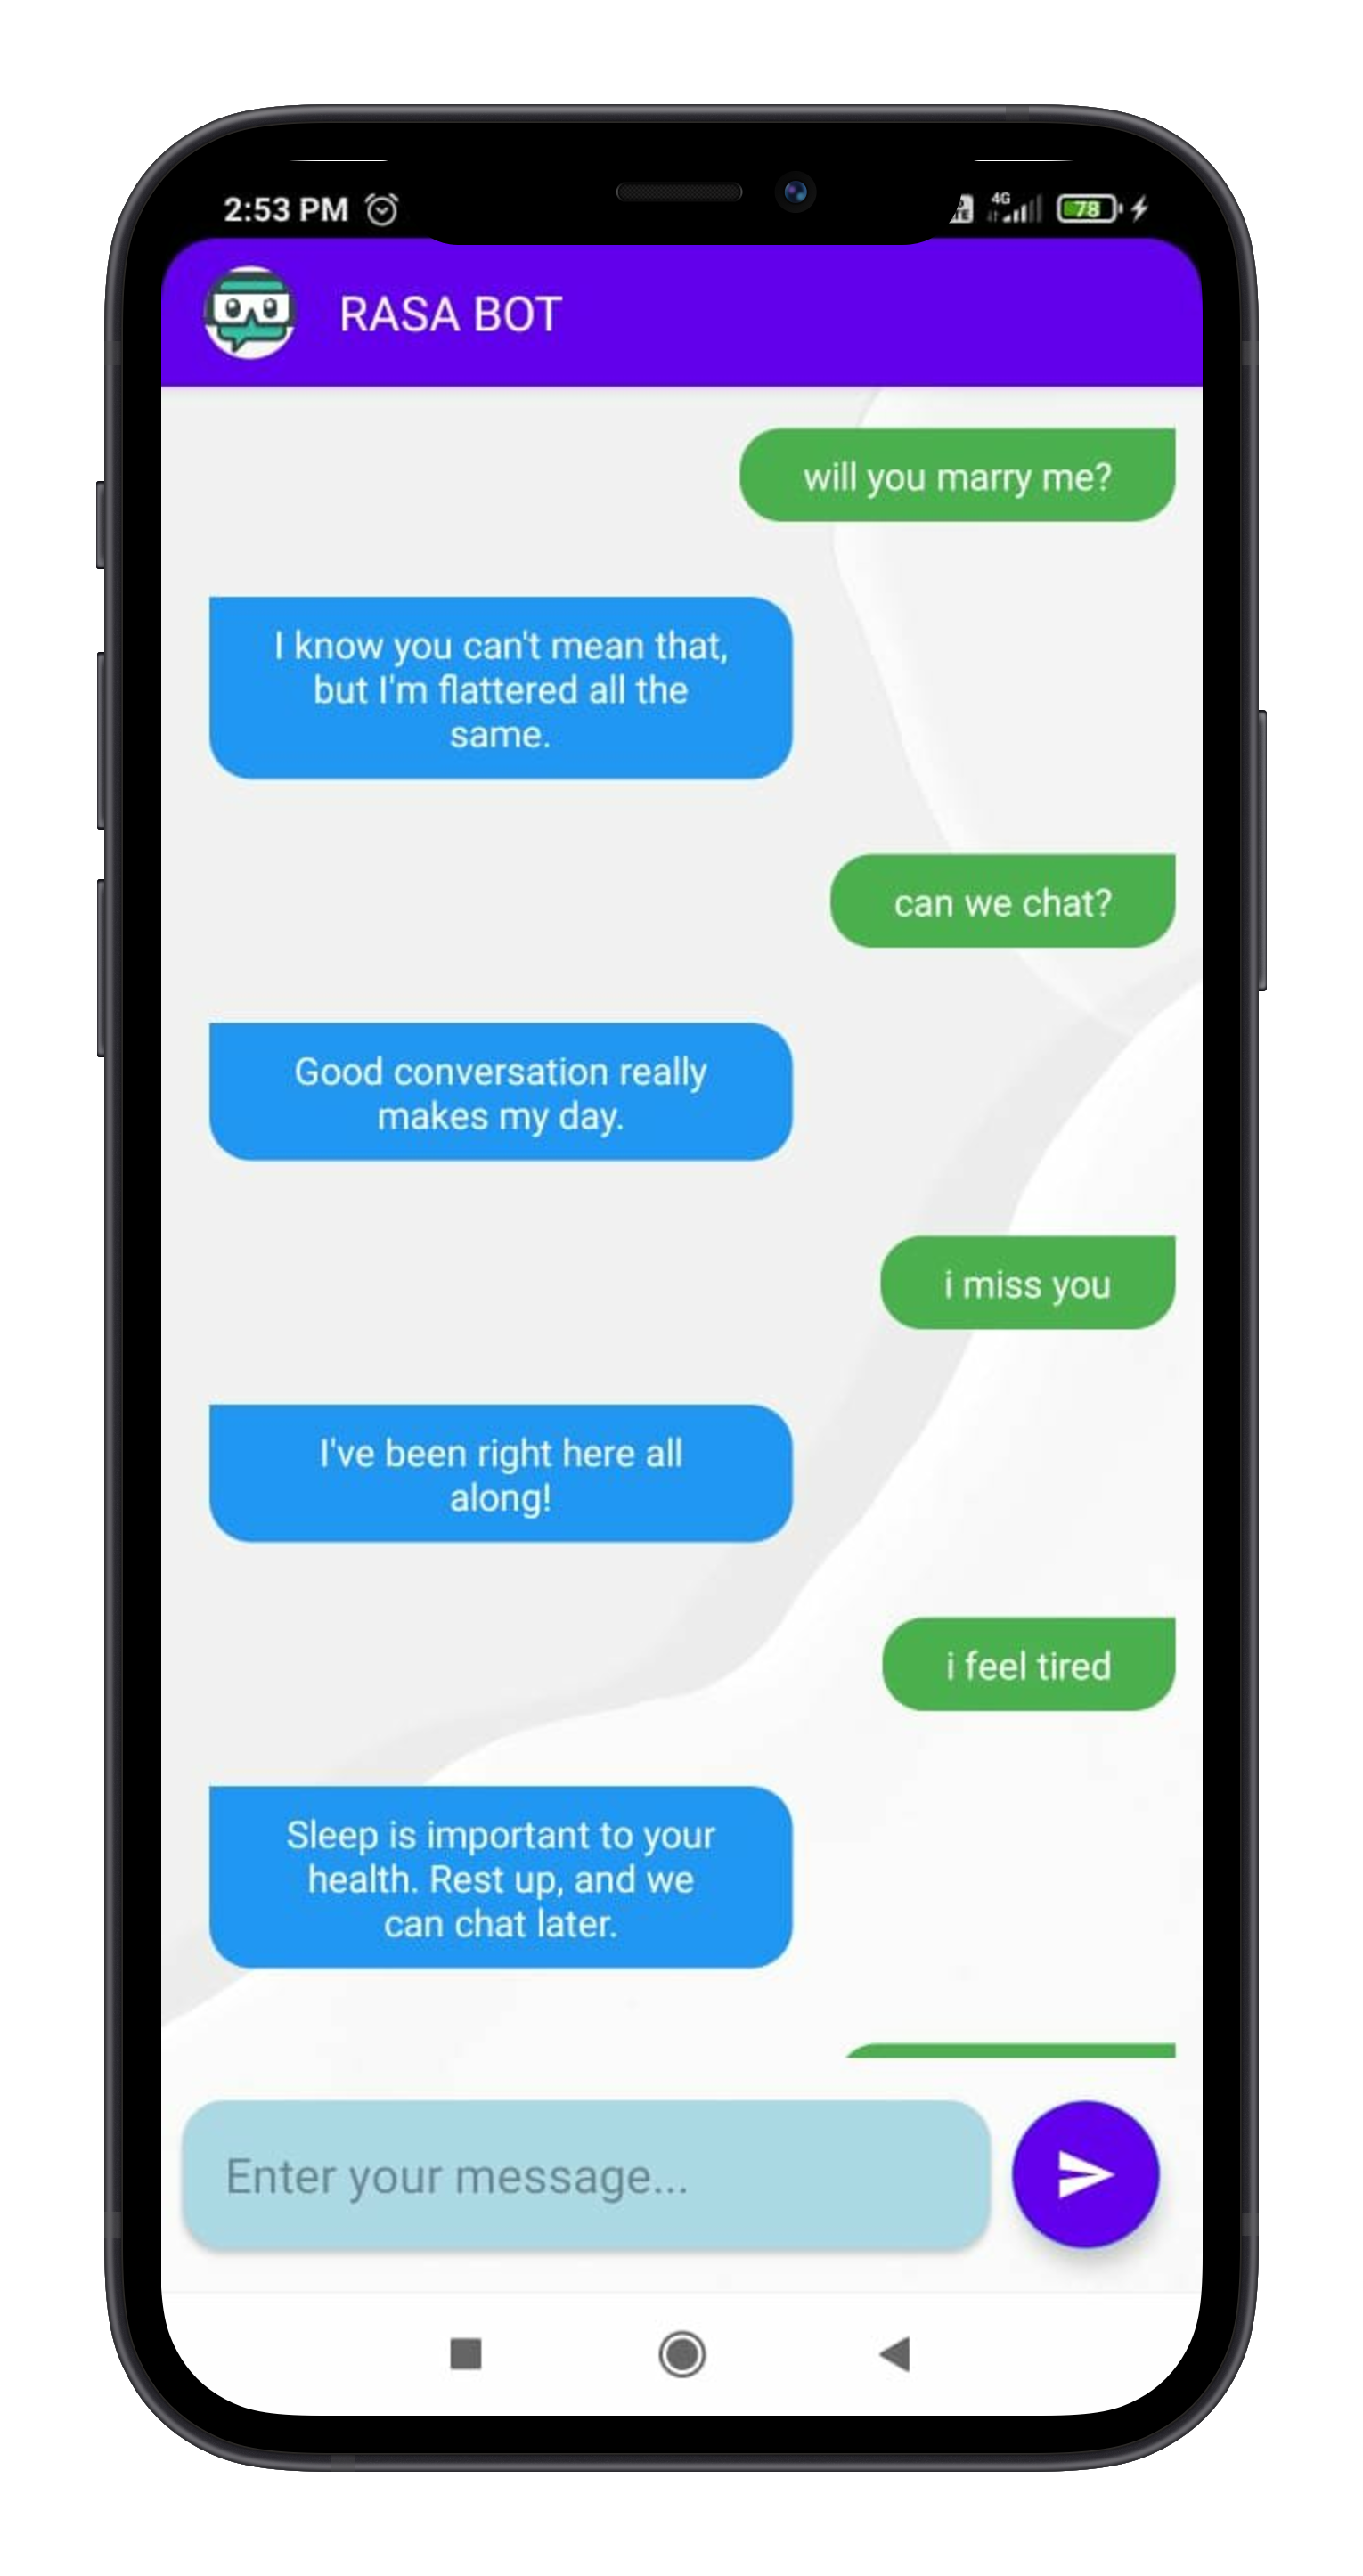 2:53 PM
4G
78
RASA BOT
will you marry me?
I know you can't mean that,
but I'm flattered all the
same.
can we chat?
Good conversation really
makes my day.
i miss you
I've been right here all
along!
i feel tired
Sleep is important to your
health. Rest up, and we
can chat later.
Enter your message...